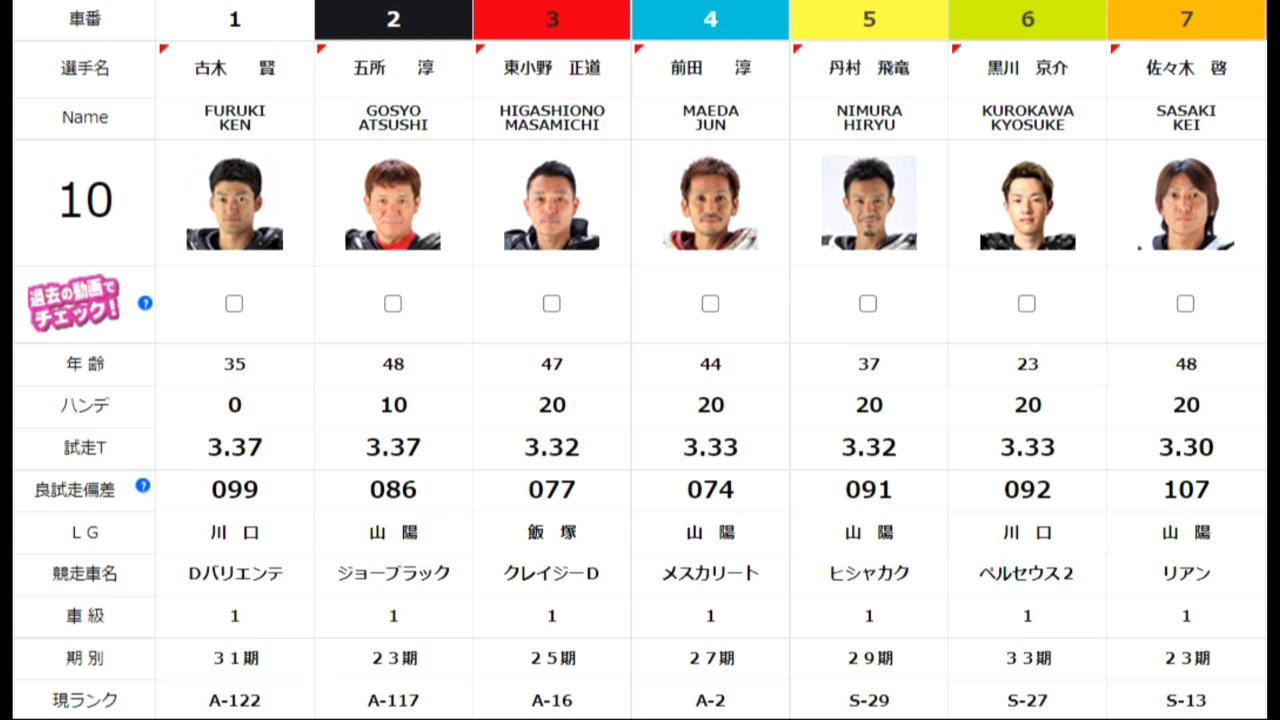 車番 1 2 3 4 5 6 7
選手名 古木　賢 五所　淳 東小野　正道 前田　淳 丹村　飛竜 黒川　京介 佐々木　啓
Name FURUKI KEN GOSYO ATSUSHI HIGASHIONO MASAMICHI MAEDA JUN NIMURA HIRYU KUROKAWA KYOSUKE SASAKI KEI
10
過去の動画で
チェック! ?
年齢 35 48 47 44 37 23 48
ハンデ 0 10 20 20 20 20 20
試走T 3.37 3.37 3.32 3.33 3.32 3.33 3.30
良試走偏差 ? 099 086 077 074 091 092 107
ＬＧ 川口 山陽 飯塚 山陽 山陽 川口 山陽
競走車名 Dバリエンテ ジョーブラック クレイジーD メスカリート ヒシャカク ペルセウス２ リアン
車級 1 1 1 1 1 1 1
期別 ３１期 ２３期 ２５期 ２７期 ２９期 ３３期 ２３期
現ランク A-122 A-117 A-16 A-2 S-29 S-27 S-13